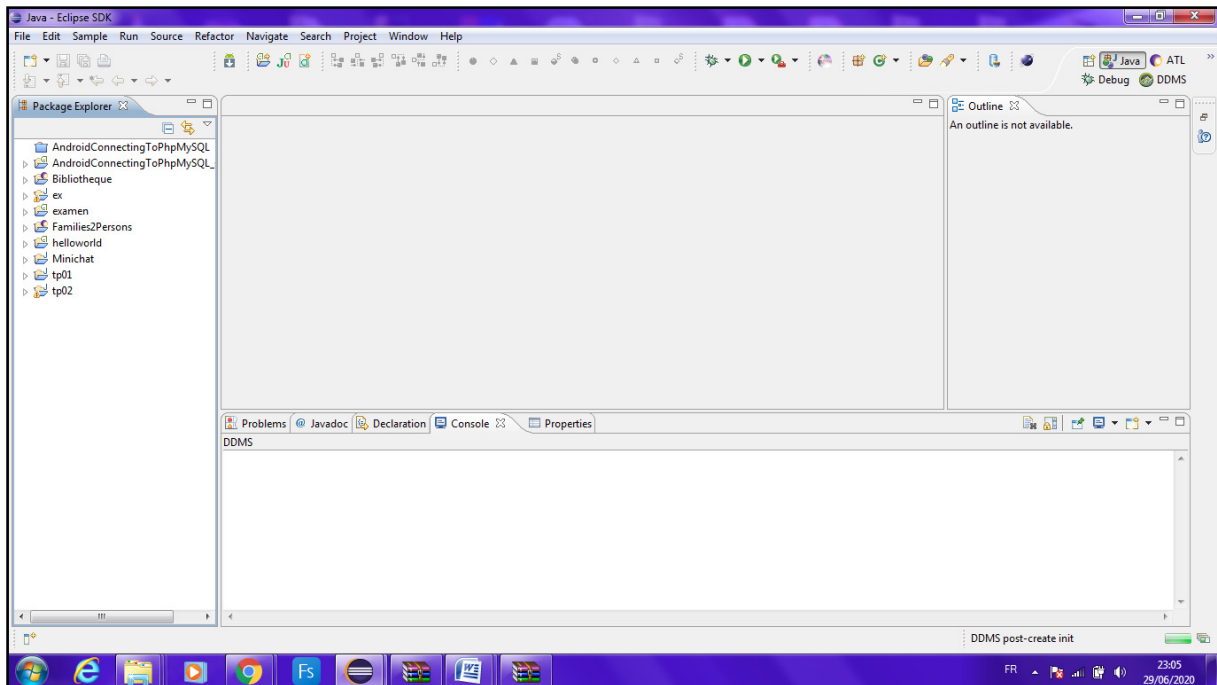 Java - Eclipse SDK
File Edit Sample Run Source Refactor Navigate Search Project Window Help
Java ATL
Debug DDMS
Package Explorer
AndroidConnectingToPhpMySQL
AndroidConnectingToPhpMySQL_
Bibliotheque
ex
examen
Families2Persons
helloworld
Minichat
tp01
tp02
Outline
An outline is not available.
Problems @ Javadoc Declaration Console Properties
DDMS
DDMS post-create init
Fs
FR
23:05
29/06/2020